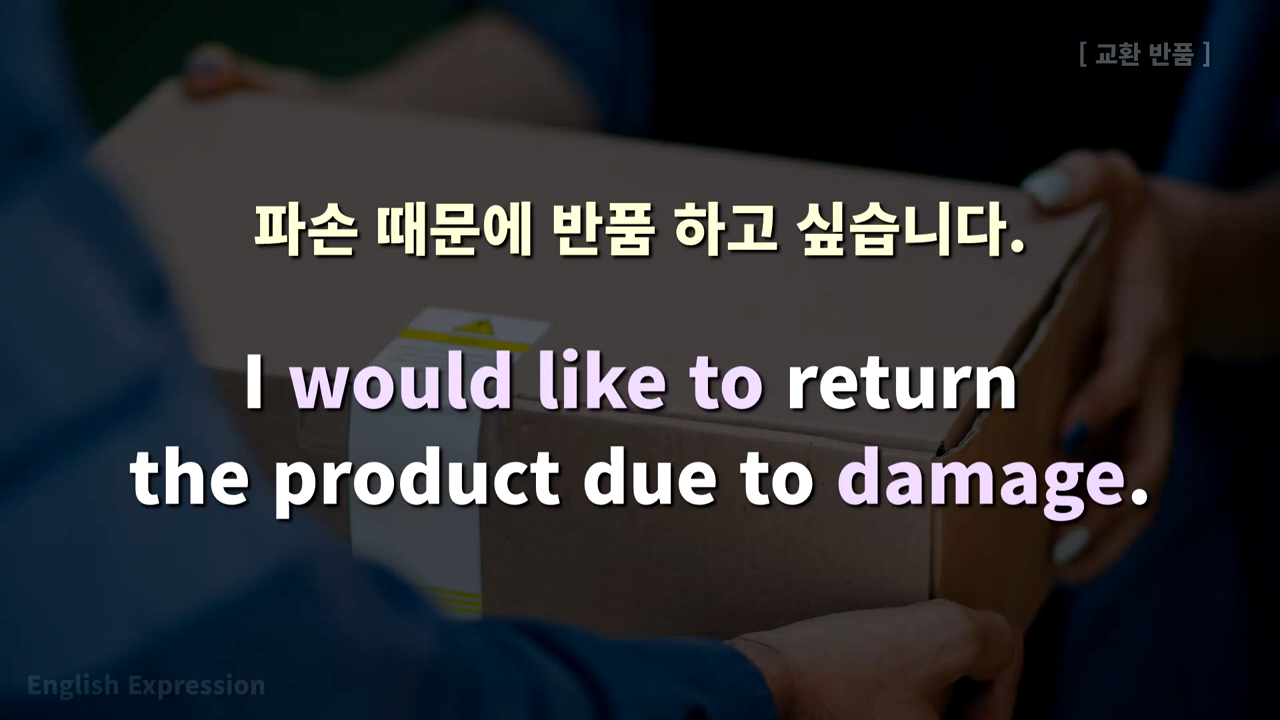 [ 교환 반품 ]
파손 때문에 반품 하고 싶습니다.
I would like to return
the product due to damage.
English Expression